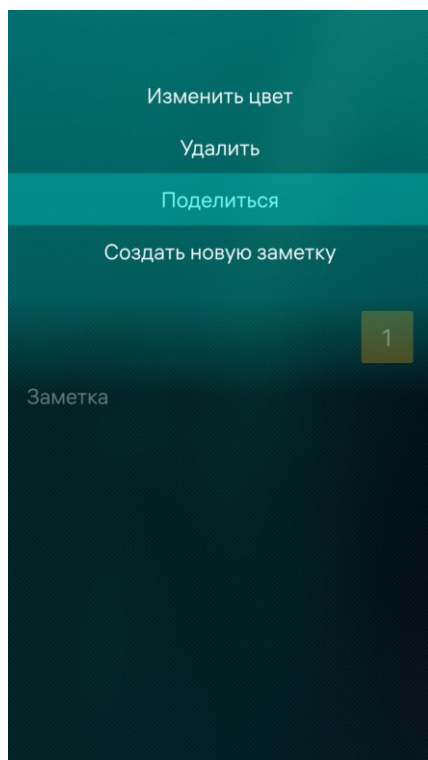 Изменить цвет
Удалить
Поделиться
Создать новую заметку
1
Заметка